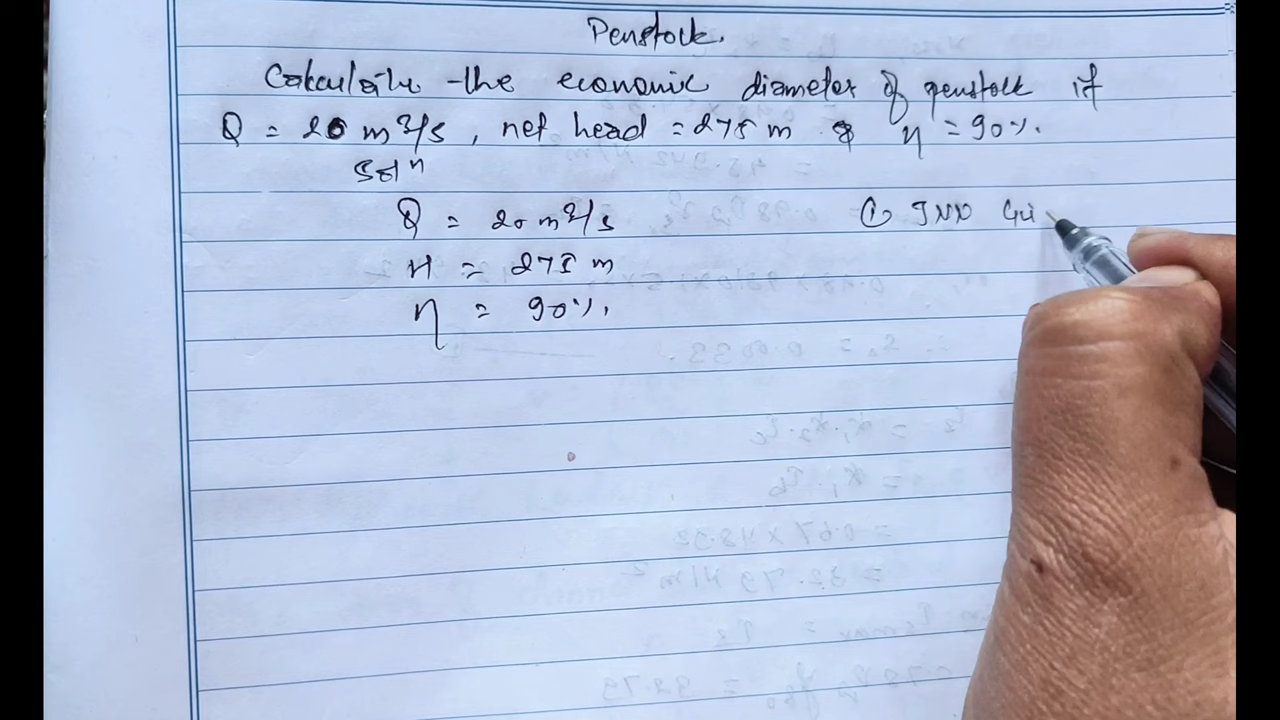 Penstock.
Calculate the economic diameter of penstock if
Q = 20 m3/s, net head = 275 m & η = 90%.
Soln
Q = 20 m3/s
H = 275 m
η = 90%.
①